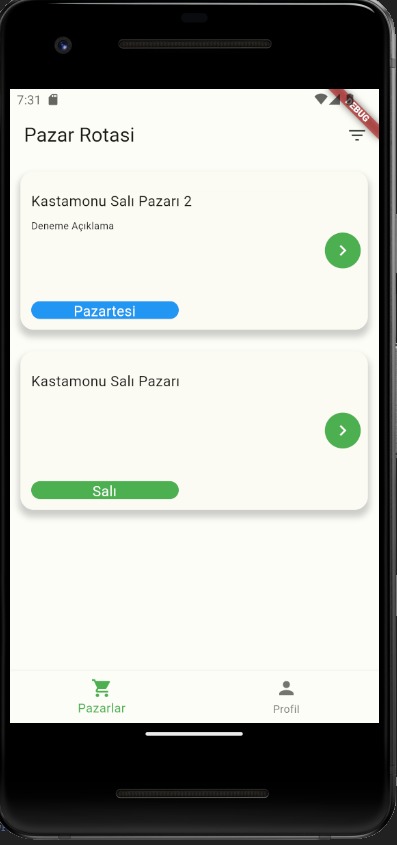 7:31
DEBUG
Pazar Rotasi
Kastamonu Salı Pazarı 2
Deneme Açıklama
Pazartesi
Kastamonu Salı Pazarı
Salı
Pazarlar
Profil